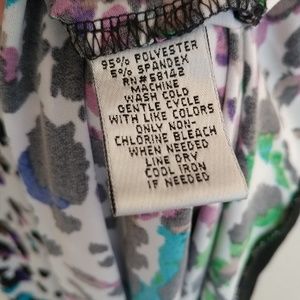 95% POLYESTER
5% SPANDEX
RN#58142
MACHINE
WASH COLD
GENTLE CYCLE
WITH LIKE COLORS
ONLY NON-
CHLORINE BLEACH
WHEN NEEDED
LINE DRY
COOL IRON
IF NEEDED